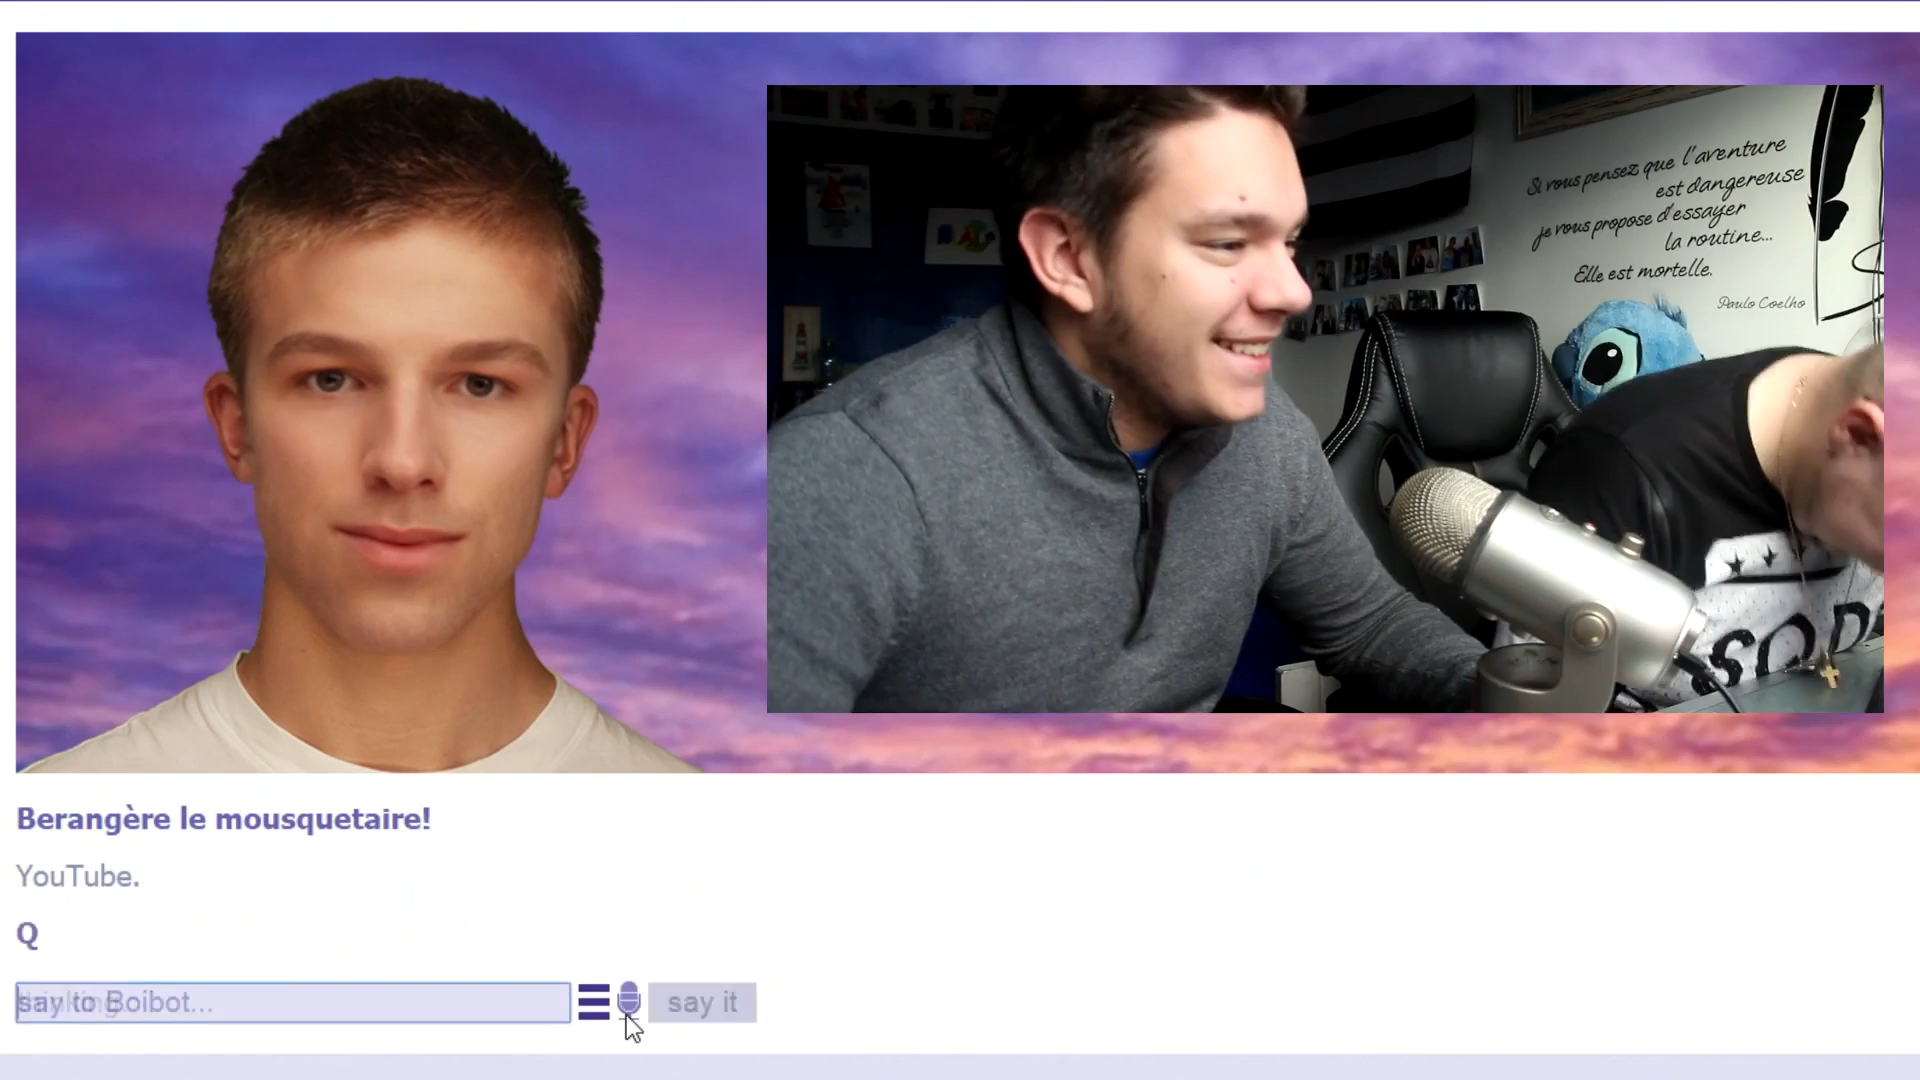 Si vous pensez que l'aventure
est dangereuse
je vous propose d'essayer
la routine...
Elle est mortelle.
Paulo Coelho
Berangère le mousquetaire!
YouTube.
Q
say to Boibot...
say it